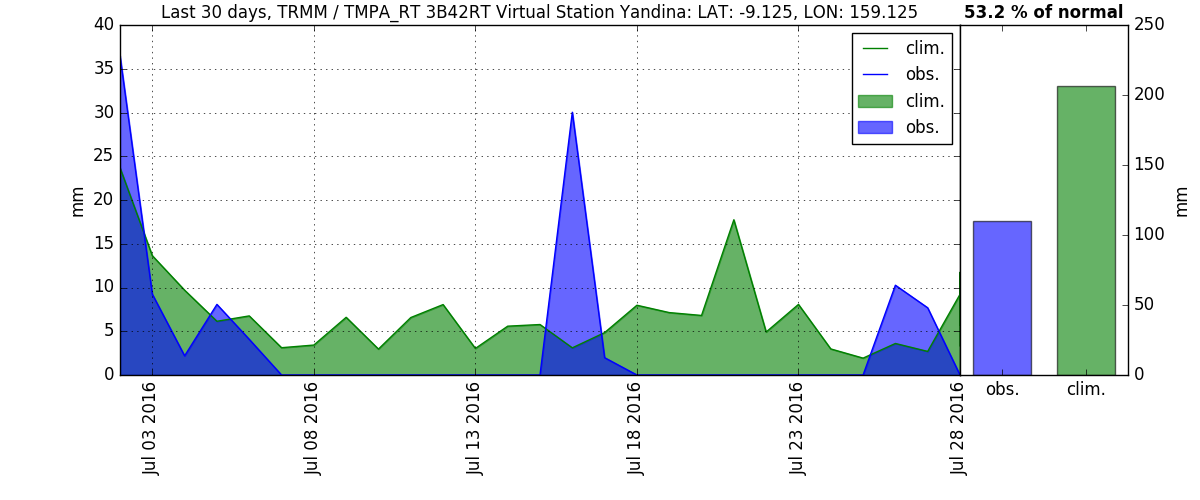 Last 30 days, TRMM / TMPA_RT 3B42RT Virtual Station Yandina: LAT: -9.125, LON: 159.125
53.2 % of normal
40
35
30
25
20
15
10
5
0
mm
clim.
obs.
clim.
obs.
Jul 03 2016
Jul 08 2016
Jul 13 2016
Jul 18 2016
Jul 23 2016
Jul 28 2016
obs.
clim.
250
200
150
100
50
0
mm